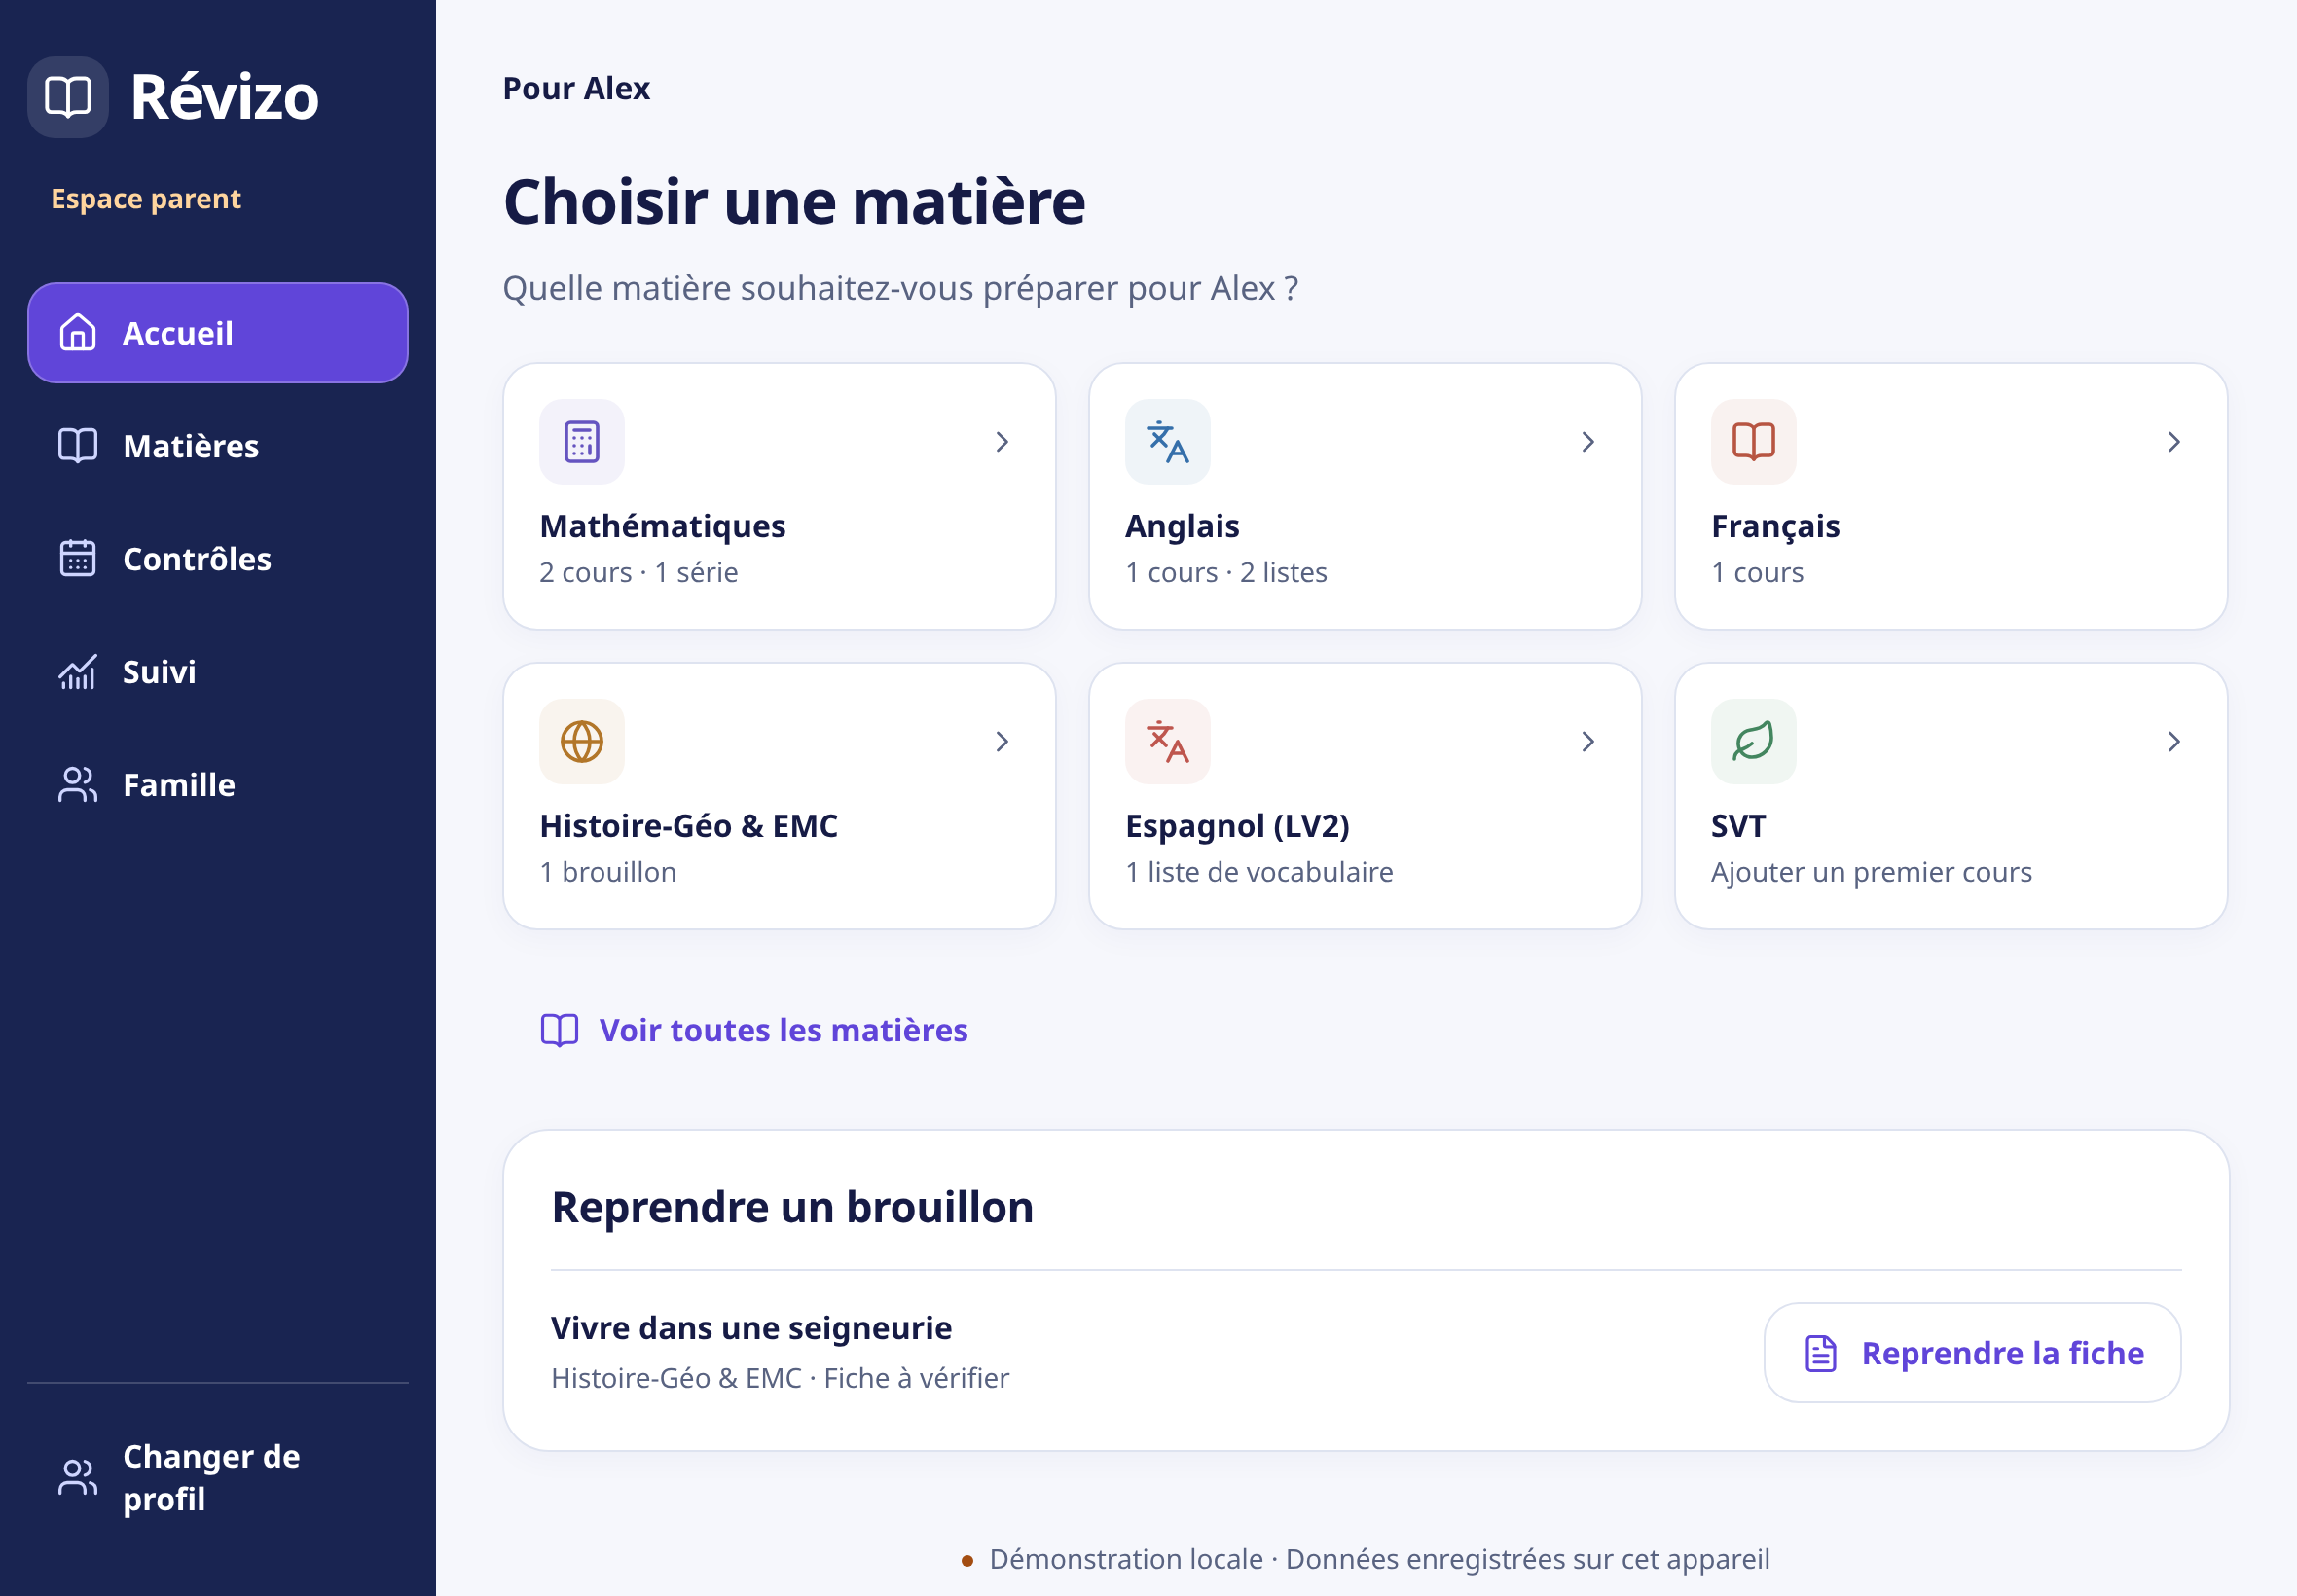 Révizo
Espace parent
Accueil
Matières
Contrôles
Suivi
Famille
Changer de
profil
Pour Alex
Choisir une matière
Quelle matière souhaitez-vous préparer pour Alex ?
Mathématiques
2 cours · 1 série
Anglais
1 cours · 2 listes
Français
1 cours
Histoire-Géo & EMC
1 brouillon
Espagnol (LV2)
1 liste de vocabulaire
SVT
Ajouter un premier cours
Voir toutes les matières
Reprendre un brouillon
Vivre dans une seigneurie
Histoire-Géo & EMC · Fiche à vérifier
Reprendre la fiche
Démonstration locale · Données enregistrées sur cet appareil